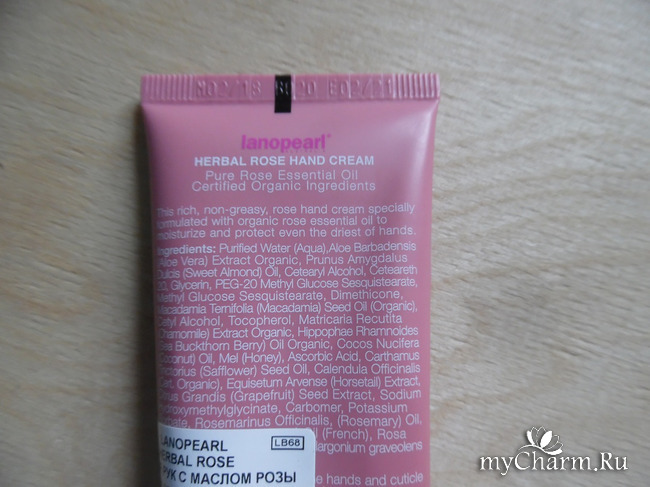 lanopearl®
HERBAL ROSE HAND CREAM
Pure Rose Essential Oil
Certified Organic Ingredients
This rich, non-greasy, rose hand cream specially
formulated with organic rose essential oil to
moisturize and protect even the driest of hands.
Ingredients: Purified Water (Aqua),Aloe Barbadensis
(Aloe Vera) Extract Organic, Prunus Amygdalus
Dulcis (Sweet Almond) Oil, Cetearyl Alcohol, Ceteareth
20, Glycerin, PEG-20 Methyl Glucose Sesquistearate,
Methyl Glucose Sesquistearate, Dimethicone,
Macadamia Ternifolia (Macadamia) Seed Oil (Organic),
Cetyl Alcohol, Tocopherol, Matricaria Recutita
(Chamomile) Extract Organic, Hippophae Rhamnoides
(Sea Buckthorn Berry) Oil Organic, Cocos Nucifera
(Coconut) Oil, Mel (Honey), Ascorbic Acid, Carthamus
Tinctorius (Safflower) Seed Oil, Calendula Officinalis
Cert. Organic), Equisetum Arvense (Horsetail) Extract,
Citrus Grandis (Grapefruit) Seed Extract, Sodium
Hydroxymethylglycinate, Carbomer, Potassium
Rosemarinus Officinalis, (Rosemary) Oil,
Oil (French), Rosa
largonium graveolens
LANOPEARL LB68
HERBAL ROSE
РУК С МАСЛОМ РОЗЫ
e hands and cuticle
myCharm.Ru